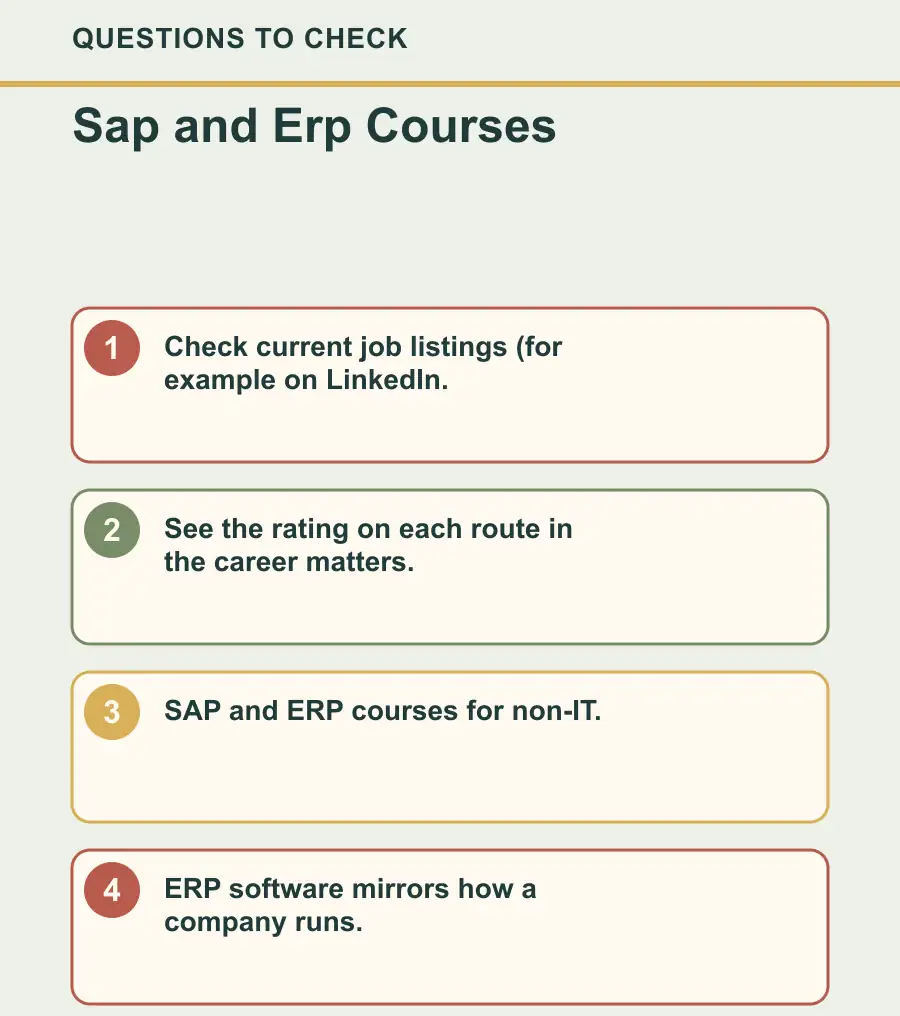 QUESTIONS TO CHECK
Sap and Erp Courses
1
Check current job listings (for
example on LinkedIn.
2
See the rating on each route in
the career matters.
3
SAP and ERP courses for non-IT.
4
ERP software mirrors how a
company runs.